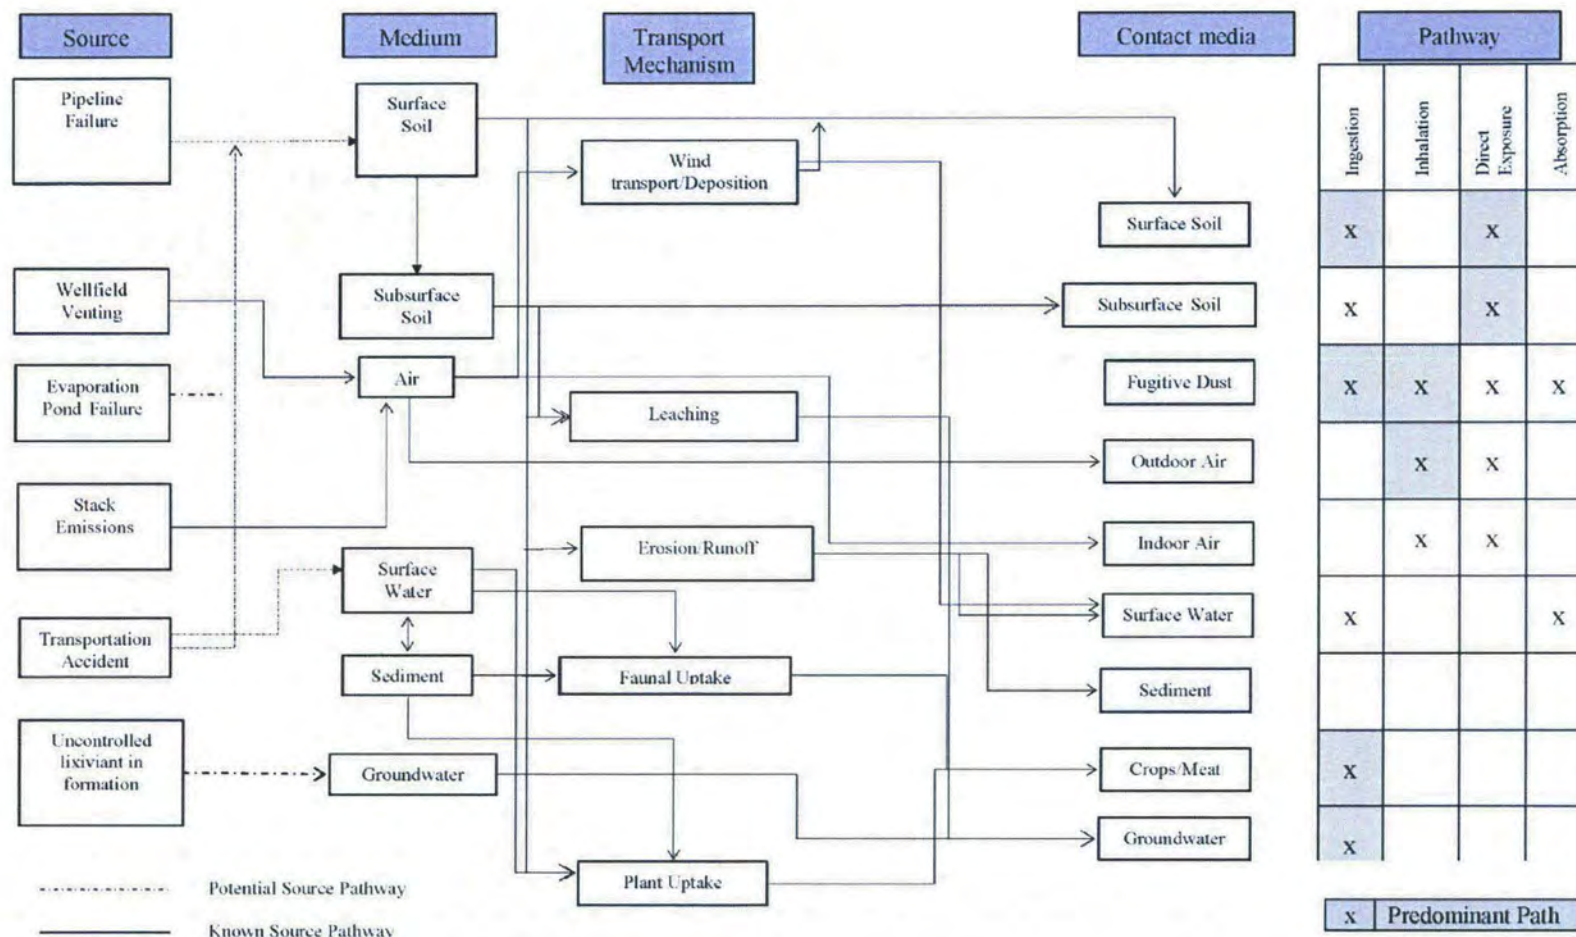 Source
Medium
Transport
Mechanism
Contact media
Pathway
Ingestion
Inhalation
Direct
Exposure
Absorption
Pipeline
Failure
Surface
Soil
Wind
transport/Deposition
Surface Soil
x x
Wellfield
Venting
Subsurface
Soil
Subsurface Soil
x x
Evaporation
Pond Failure
Air
Leaching
Fugitive Dust
x x x x
Outdoor Air
x x
Stack
Emissions
Erosion/Runoff
Indoor Air
x x
Surface
Water
Surface Water
x x
Transportation
Accident
Sediment
Faunal Uptake
Sediment
Uncontrolled
lixiviant in
formation
Groundwater
Crops/Meat
x
Groundwater
x
Plant Uptake
Potential Source Pathway
Known Source Pathway
x Predominant Path